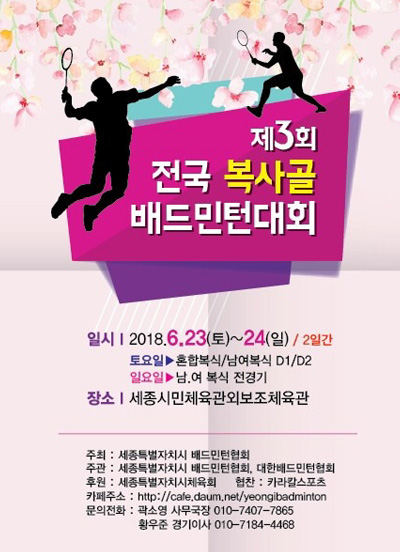 제3회
전국 복사골
배드민턴대회
일시 | 2018.6.23(토)~24(일) / 2일간
토요일▶혼합복식/남여복식 D1/D2
일요일▶남.여 복식 전경기
장소 | 세종시민체육관외보조체육관
주최 : 세종특별자치시 배드민턴협회
주관 : 세종특별자치시 배드민턴협회, 대한배드민턴협회
후원 : 세종특별자치시체육회 협찬 : 카라칼스포츠
카페주소 : http://cafe.daum.net/yeongibadminton
문의전화 : 곽소영 사무국장 010-7407-7865
황우준 경기이사 010-7184-4468